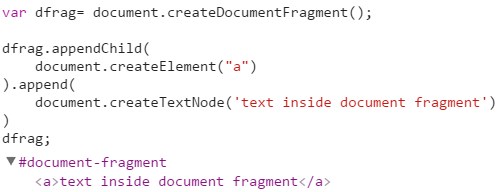 var dfrag= document.createDocumentFragment();
dfrag.appendChild(
    document.createElement("a")
).append(
    document.createTextNode('text inside document fragment')
)
dfrag;
▼#document-fragment
    <a>text inside document fragment</a>